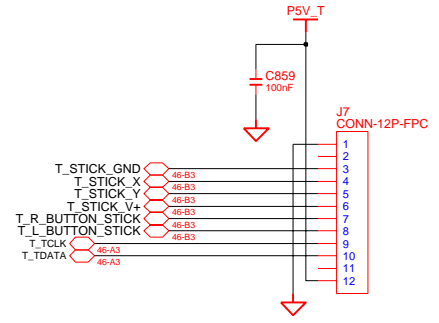 P5V_T
C859
100nF
J7
CONN-12P-FPC
1
2
T_STICK_GND 46-B3 3
T_STICK_X 46-B3 4
T_STICK_Y 46-B3 5
T_STICK_V+ 46-B3 6
T_R_BUTTON_STICK 46-B3 7
T_L_BUTTON_STICK 46-B3 8
T_TCLK 46-A3 9
T_TDATA 46-A3 10
11
12